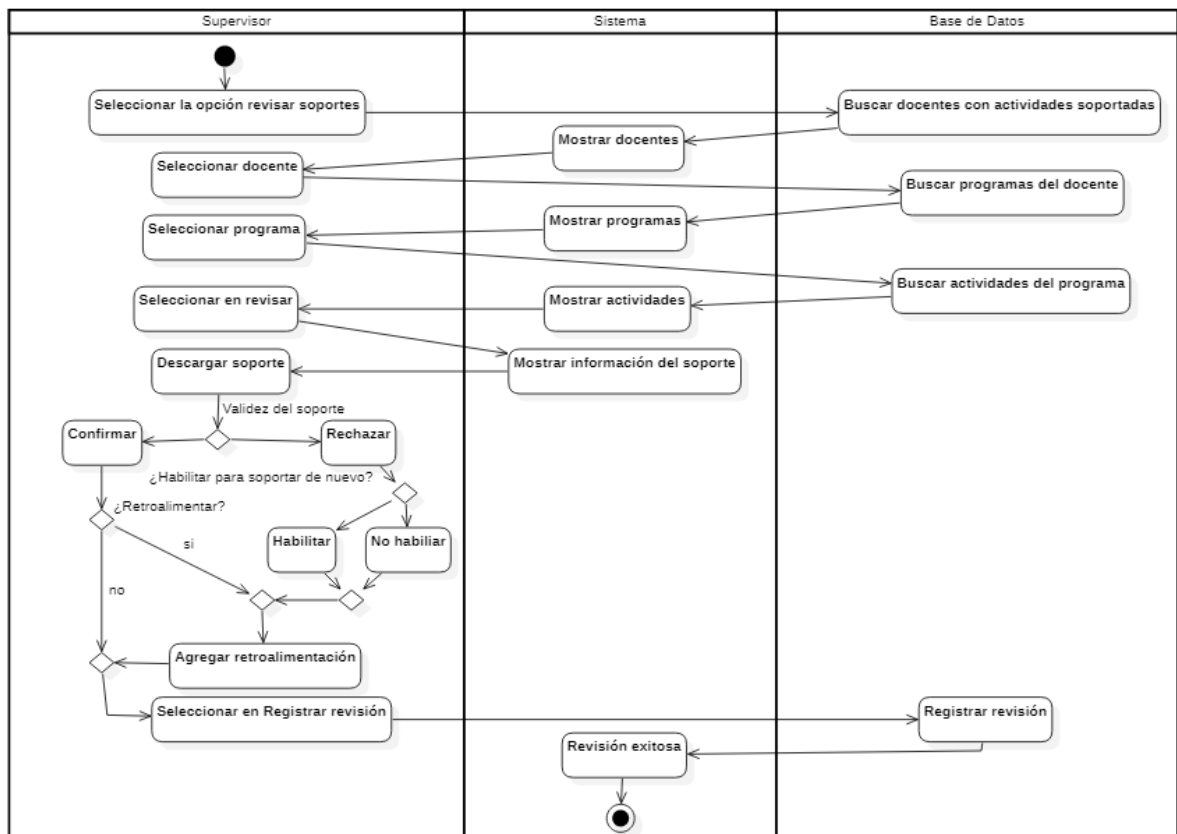 Supervisor
Sistema
Base de Datos
Seleccionar la opción revisar soportes
Buscar docentes con actividades soportadas
Mostrar docentes
Seleccionar docente
Buscar programas del docente
Mostrar programas
Seleccionar programa
Buscar actividades del programa
Seleccionar en revisar
Mostrar actividades
Descargar soporte
Mostrar información del soporte
Validez del soporte
Confirmar
Rechazar
¿Habilitar para soportar de nuevo?
¿Retroalimentar?
Habilitar
No habiliar
si
no
Agregar retroalimentación
Seleccionar en Registrar revisión
Registrar revisión
Revisión exitosa